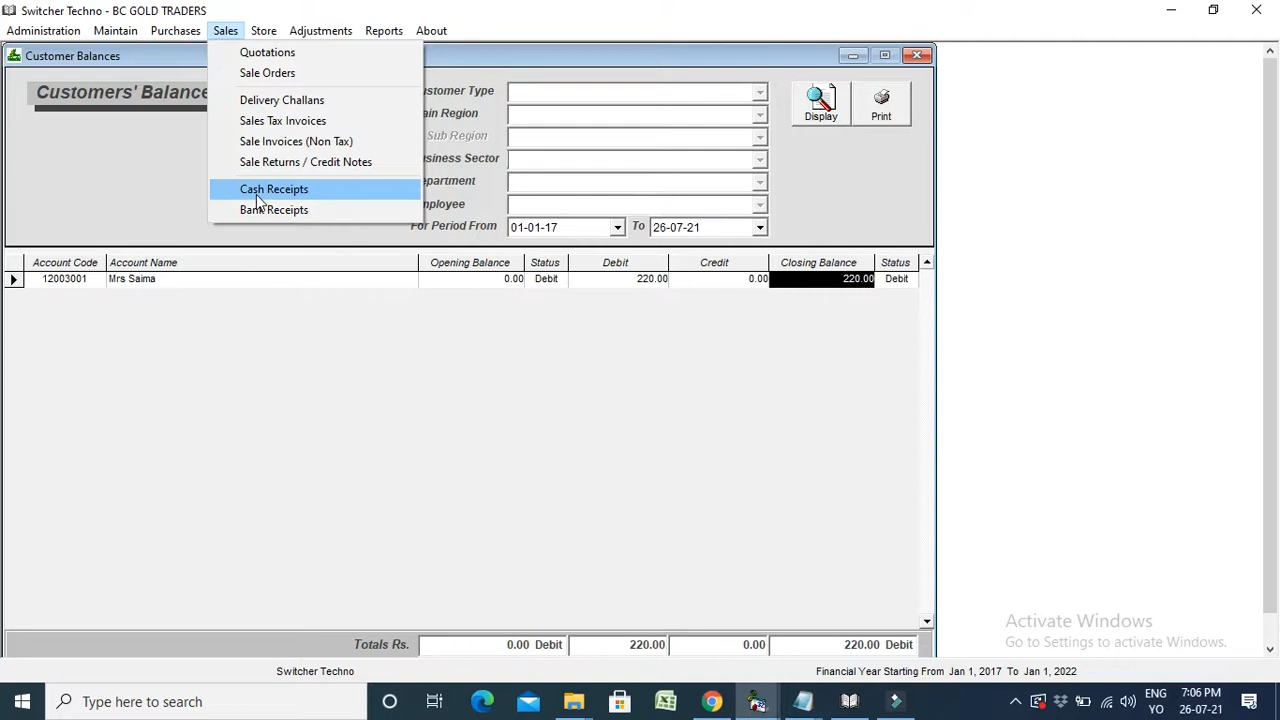 Switcher Techno - BC GOLD TRADERS
Administration Maintain Purchases Sales Store Adjustments Reports About
Customer Balances
Quotations
Sale Orders
Delivery Challans
Sales Tax Invoices
Sale Invoices (Non Tax)
Sale Returns / Credit Notes
Cash Receipts
Bank Receipts
Customers' Balance
ustomer Type
ain Region
Sub Region
usiness Sector
epartment
mployee
For Period From 01-01-17 To 26-07-21
Display Print
Account Code Account Name Opening Balance Status Debit Credit Closing Balance Status
12003001 Mrs Saima 0.00 Debit 220.00 0.00 220.00 Debit
Totals Rs. 0.00 Debit 220.00 0.00 220.00 Debit
Activate Windows
Go to Settings to activate Windows.
Switcher Techno Financial Year Starting From Jan 1, 2017 To Jan 1, 2022
Type here to search
ENG
YO
7:06 PM
26-07-21